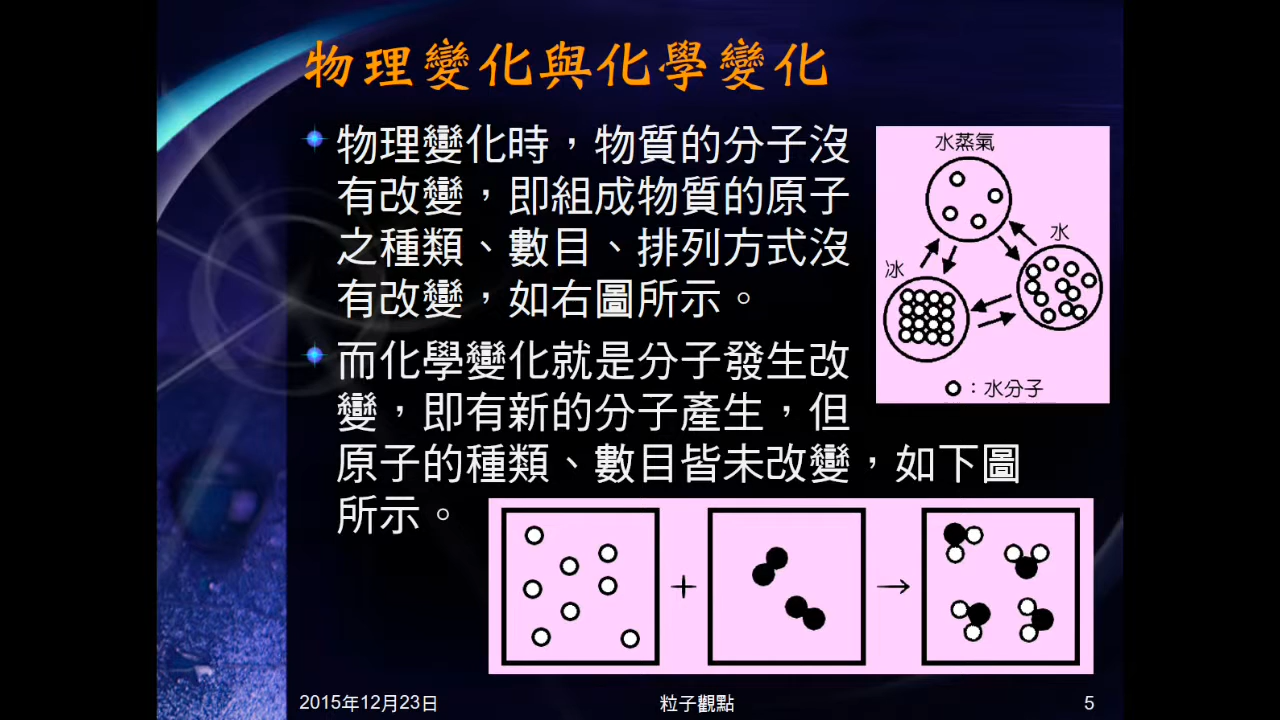 物理變化與化學變化
物理變化時，物質的分子沒
有改變，即組成物質的原子
之種類、數目、排列方式沒
有改變，如右圖所示。
而化學變化就是分子發生改
變，即有新的分子產生，但
原子的種類、數目皆未改變，如下圖
所示。
水蒸氣
水
冰
：水分子
+
→
2015年12月23日
粒子觀點
5